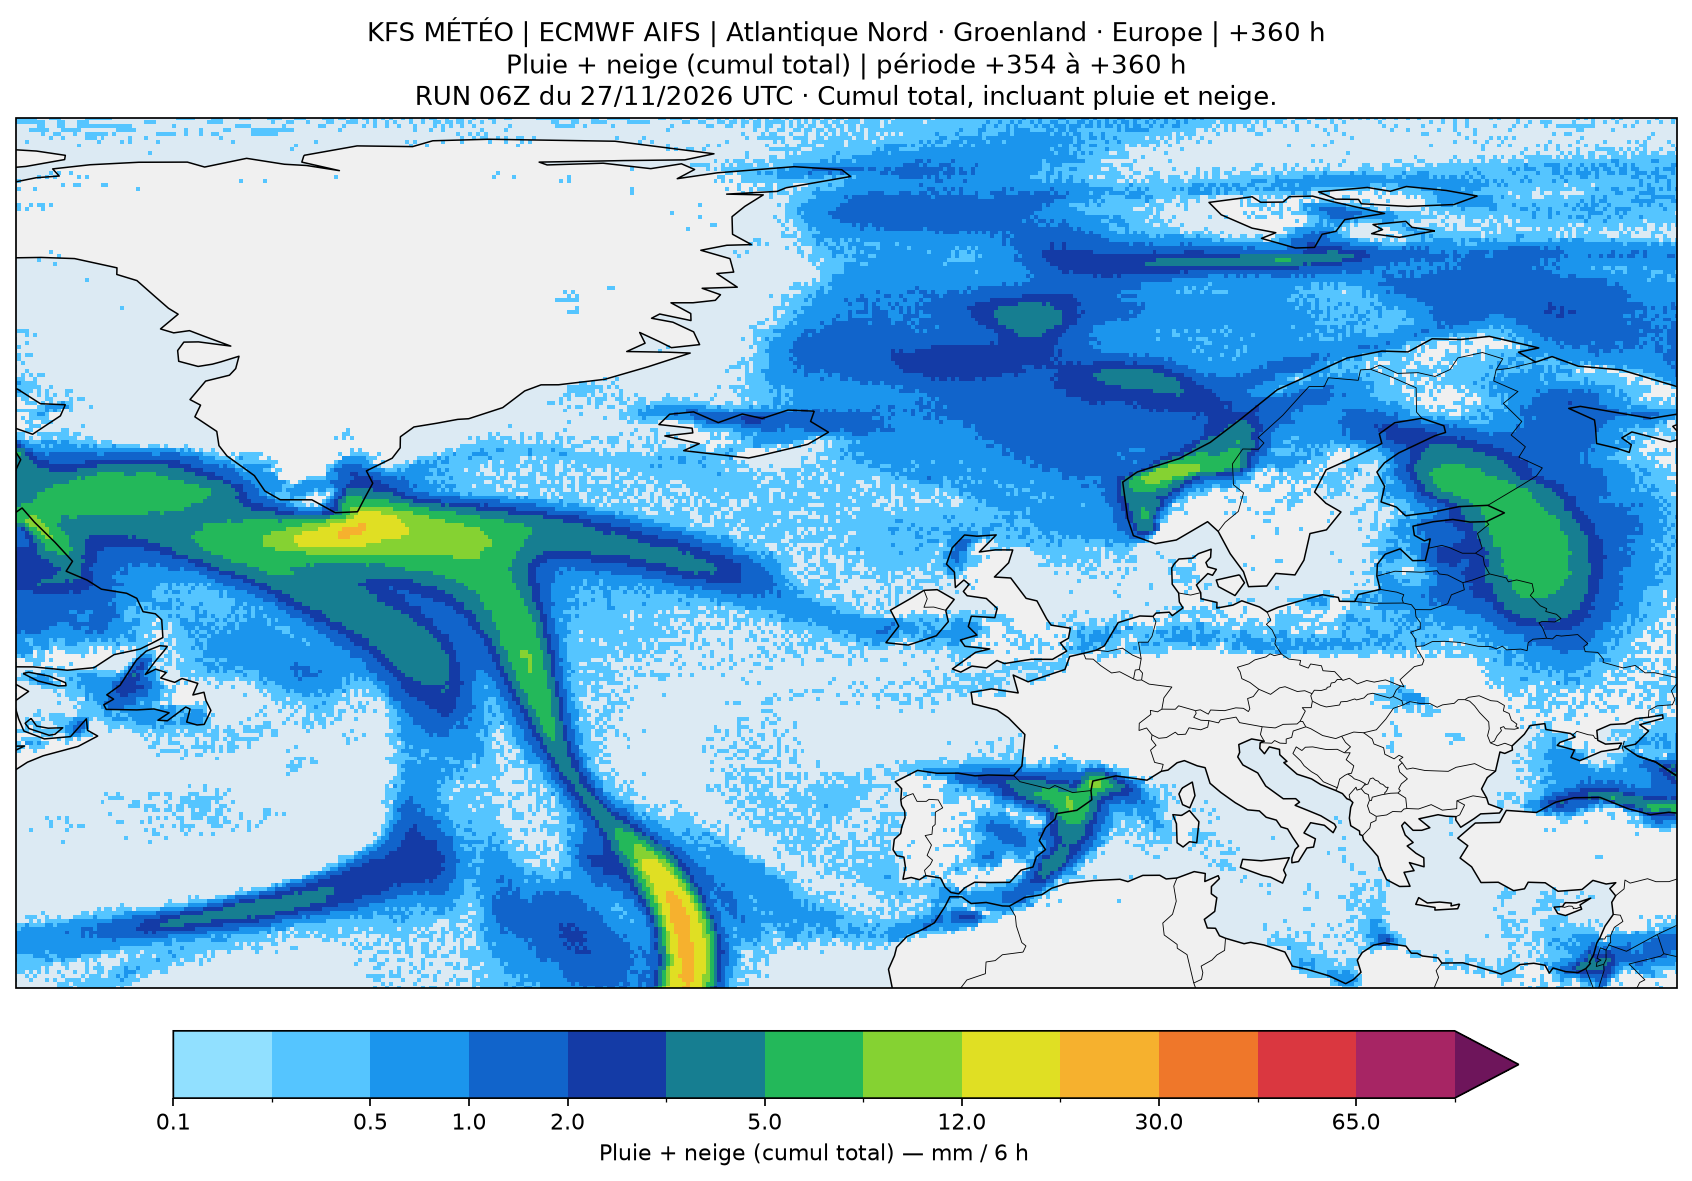 KFS MÉTÉO | ECMWF AIFS | Atlantique Nord · Groenland · Europe | +360 h
Pluie + neige (cumul total) | période +354 à +360 h
RUN 06Z du 27/11/2026 UTC · Cumul total, incluant pluie et neige.
0.1 0.5 1.0 2.0 5.0 12.0 30.0 65.0
Pluie + neige (cumul total) — mm / 6 h